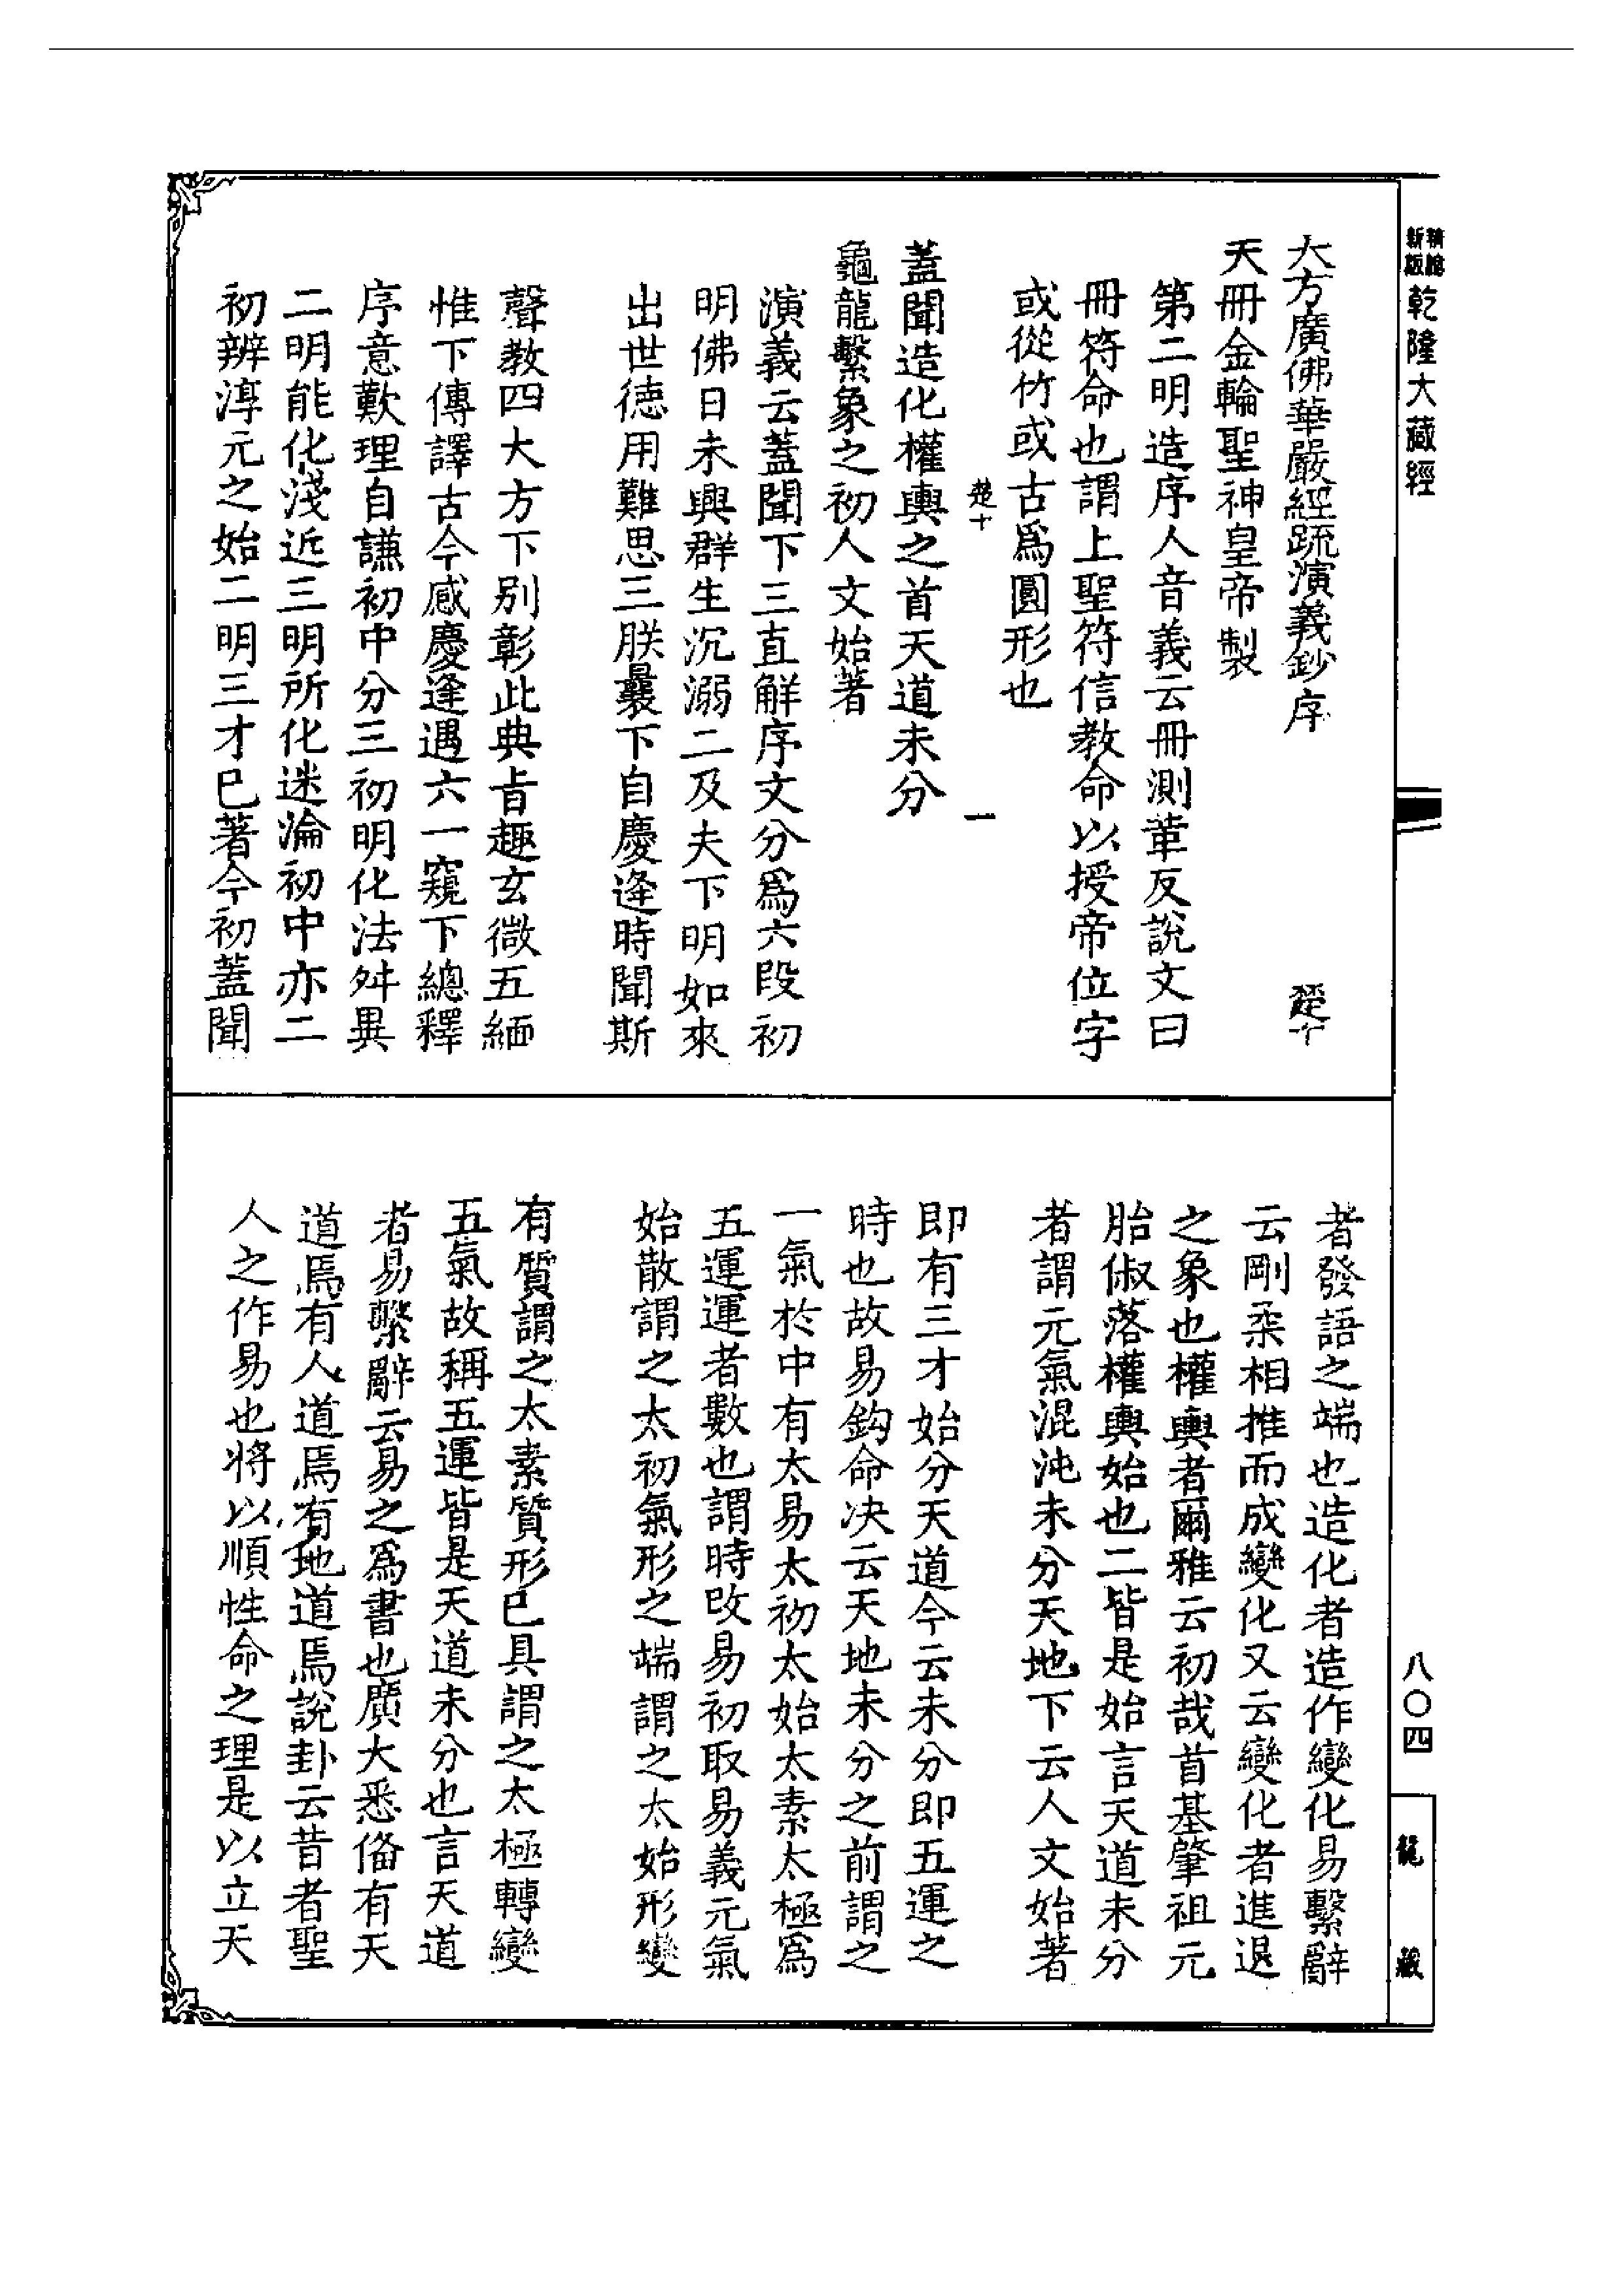 新版精縮乾隆大藏經
大方廣佛華嚴經疏演義鈔序 楚十
天冊金輪聖神皇帝製
第二明造序人音義云冊測革反說文曰
冊符命也謂上聖符信教命以授帝位字
或從竹或古爲圓形也
楚十 一
蓋聞造化權輿之首天道未分
龜龍繫象之初人文始著
演義云蓋聞下三直解序文分爲六段初
明佛日未興群生沉溺二及夫下明如來
出世德用難思三朕曩下自慶逢時聞斯
聲教四大方下別彰此典旨趣玄微五緬
惟下傳譯古今感慶逢遇六一窺下總釋
序意歎理自謙初中分三初明化法舛異
二明能化淺近三明所化迷淪初中亦二
初辨淳元之始二明三才已著今初蓋聞
者發語之端也造化者造作變化易繫辭
云剛柔相推而成變化又云變化者進退
之象也權輿者爾雅云初哉首基肇祖元
胎俶落權輿始也二皆是始言天道未分
者謂元氣混沌未分天地下云人文始著
即有三才始分天道今云未分即五運之
時也故易鈎命決云天地未分之前謂之
一氣於中有太易太初太始太素太極爲
五運運者數也謂時改易初取易義元氣
始散謂之太初氣形之端謂之太始形變
有質謂之太素質形已具謂之太極轉變
五氣故稱五運皆是天道未分也言天道
者易繫辭云易之爲書也廣大悉俻有天
道焉有人道焉有地道焉說卦云昔者聖
人之作易也將以順性命之理是以立天
八〇四
龍藏